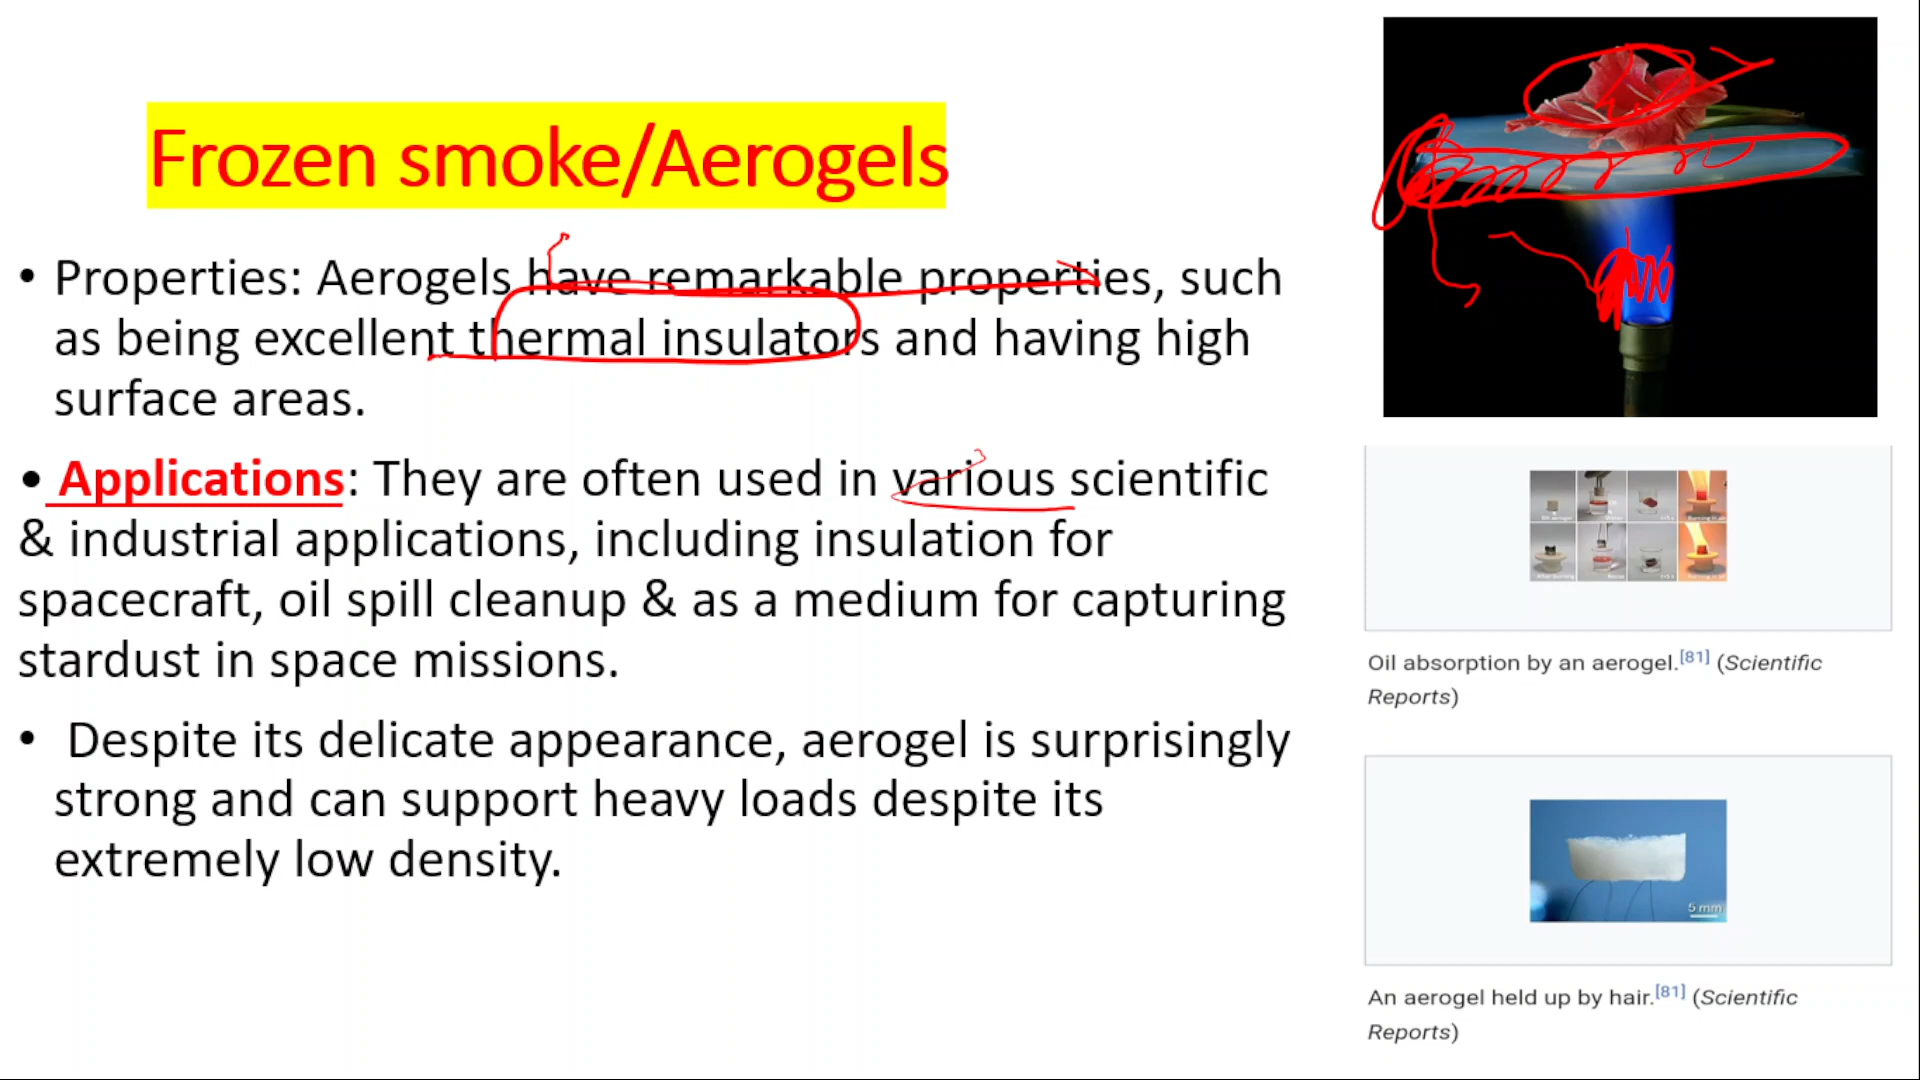 Frozen smoke/Aerogels
• Properties: Aerogels have remarkable properties, such
as being excellent thermal insulators and having high
surface areas.
• Applications: They are often used in various scientific
& industrial applications, including insulation for
spacecraft, oil spill cleanup & as a medium for capturing
stardust in space missions.
• Despite its delicate appearance, aerogel is surprisingly
strong and can support heavy loads despite its
extremely low density.
Oil absorption by an aerogel.[81] (Scientific
Reports)
5 mm
An aerogel held up by hair.[81] (Scientific
Reports)